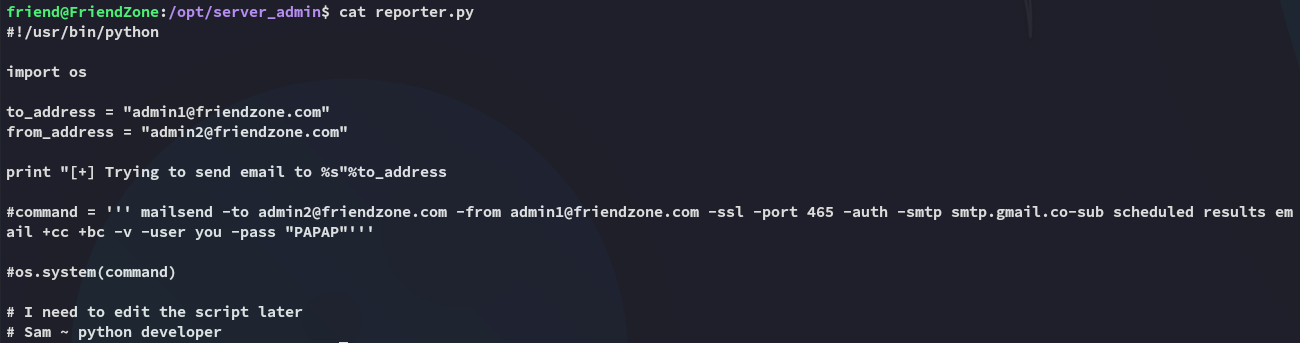 friend@FriendZone:/opt/server_admin$ cat reporter.py
#!/usr/bin/python
import os
to_address = "admin1@friendzone.com"
from_address = "admin2@friendzone.com"
print "[+] Trying to send email to %s"%to_address
#command = ''' mailsend -to admin2@friendzone.com -from admin1@friendzone.com -ssl -port 465 -auth -smtp smtp.gmail.co-sub scheduled results em
ail +cc +bc -v -user you -pass "PAPAP"'''
#os.system(command)
# I need to edit the script later
# Sam ~ python developer